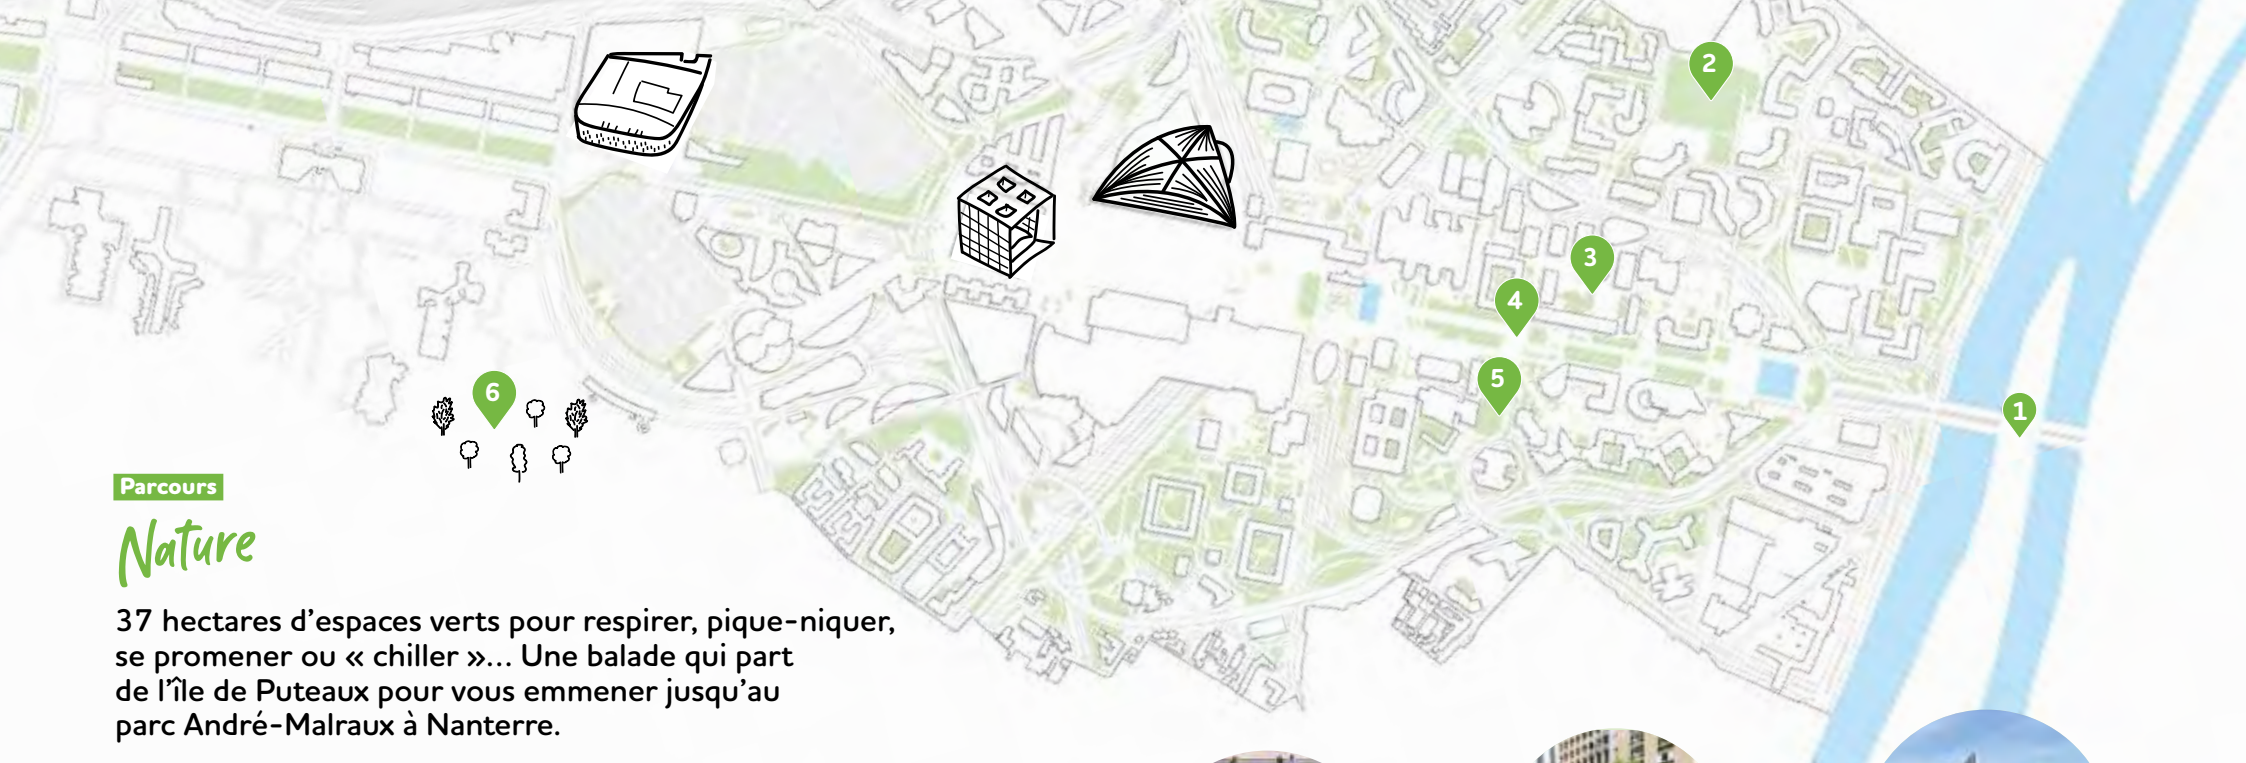 2
3
4
5
1
6
Parcours
Nature
37 hectares d’espaces verts pour respirer, pique-niquer,
se promener ou « chiller »... Une balade qui part
de l’île de Puteaux pour vous emmener jusqu’au
parc André-Malraux à Nanterre.